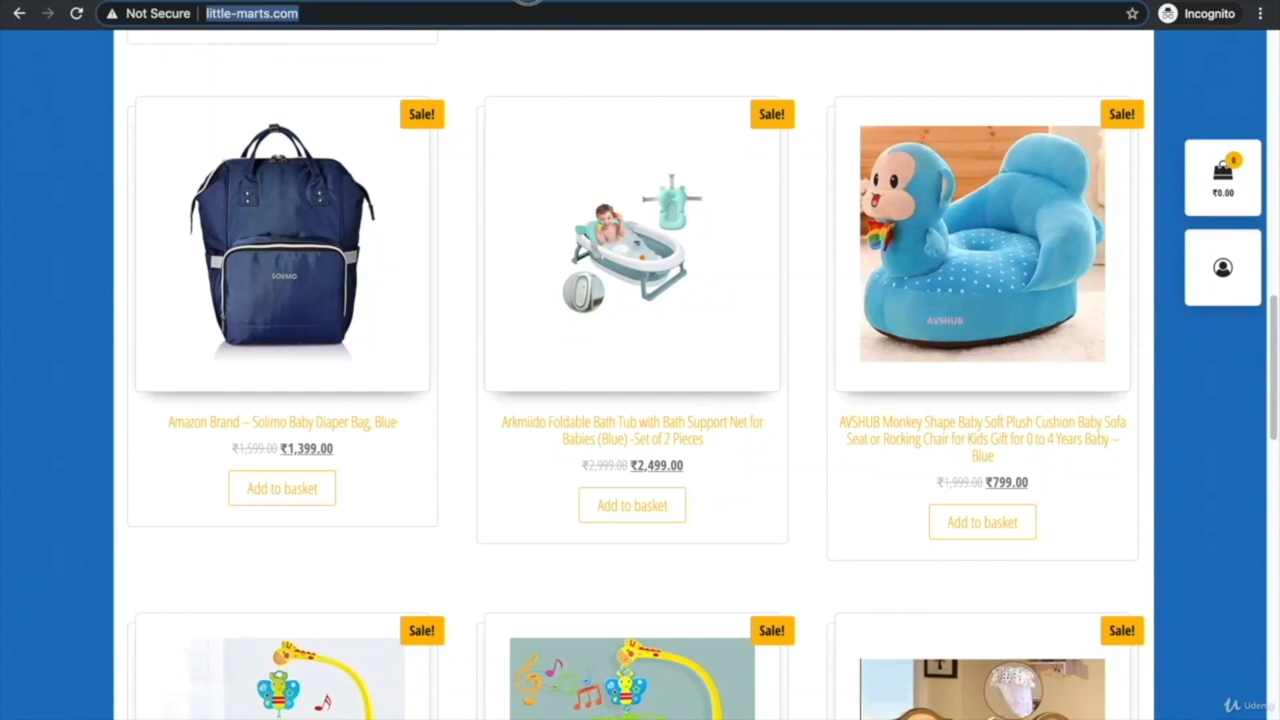 Not Secure | little-marts.com
Incognito
Sale!
Sale!
Sale!
SOLIMO
AVSHUB
0
₹0.00
Amazon Brand – Solimo Baby Diaper Bag, Blue
₹1,599.00 ₹1,399.00
Add to basket
Arkmiido Foldable Bath Tub with Bath Support Net for
Babies (Blue) -Set of 2 Pieces
₹2,999.00 ₹2,499.00
Add to basket
AVSHUB Monkey Shape Baby Soft Plush Cushion Baby Sofa
Seat or Rocking Chair for Kids Gift for 0 to 4 Years Baby –
Blue
₹1,999.00 ₹799.00
Add to basket
Sale!
Sale!
Sale!
Udemy